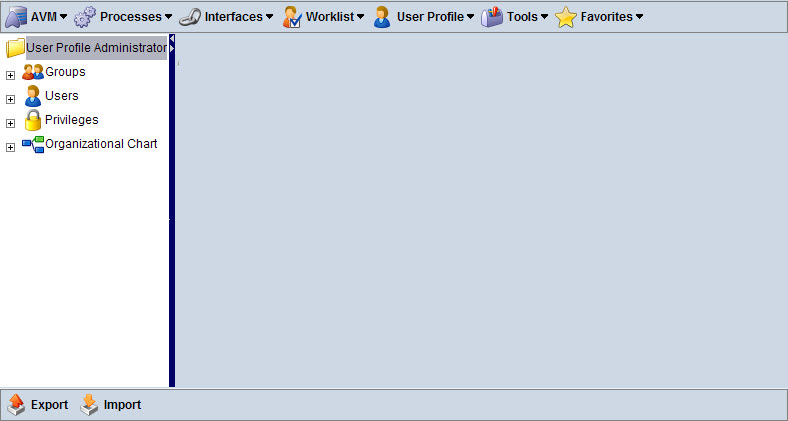 AVM Processes Interfaces Worklist User Profile Tools Favorites
User Profile Administrator
Groups
Users
Privileges
Organizational Chart
Export Import